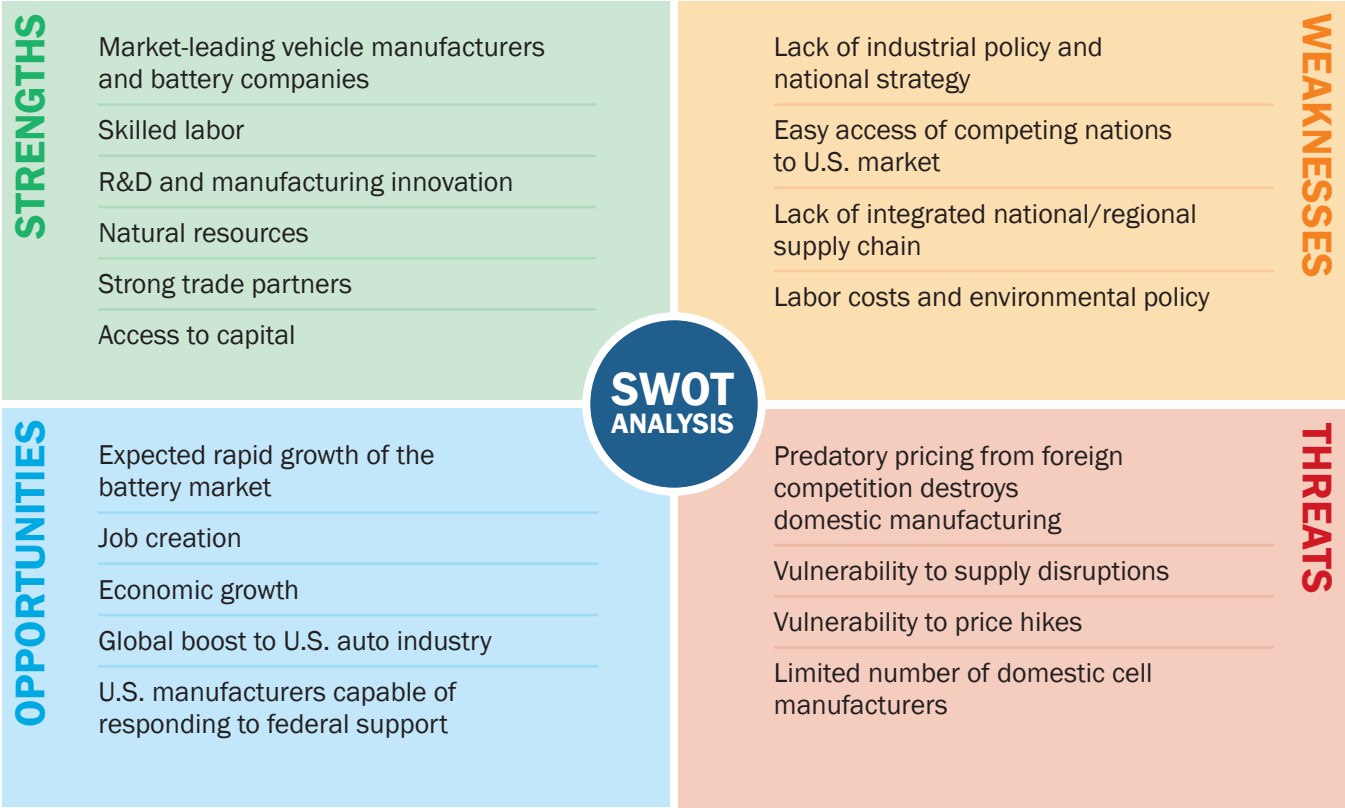 STRENGTHS
Market-leading vehicle manufacturers
and battery companies
Skilled labor
R&D and manufacturing innovation
Natural resources
Strong trade partners
Access to capital
WEAKNESSES
Lack of industrial policy and
national strategy
Easy access of competing nations
to U.S. market
Lack of integrated national/regional
supply chain
Labor costs and environmental policy
SWOT
ANALYSIS
OPPORTUNITIES
Expected rapid growth of the
battery market
Job creation
Economic growth
Global boost to U.S. auto industry
U.S. manufacturers capable of
responding to federal support
THREATS
Predatory pricing from foreign
competition destroys
domestic manufacturing
Vulnerability to supply disruptions
Vulnerability to price hikes
Limited number of domestic cell
manufacturers